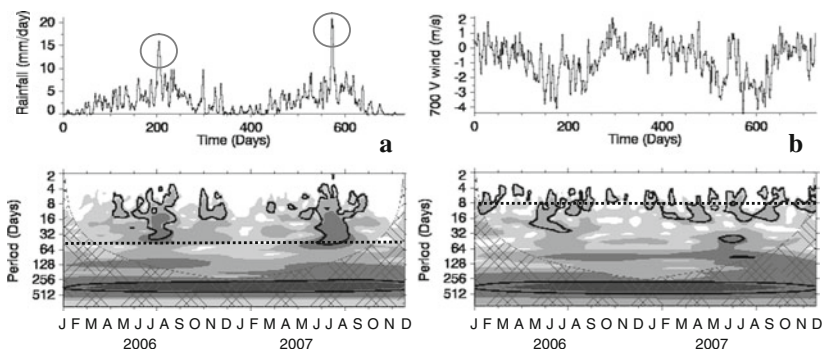 Rainfall (mm/day)
20
15
10
5
0
0 200 400 600
Time (Days)
a
700 V wind (m/s)
2
1
0
-1
-2
-3
-4
0 200 400 600
Time (Days)
b
Period (Days)
2
4
8
16
32
64
128
256
512
J F M A M J J A S O N D J F M A M J J A S O N D
2006 2007
Period (Days)
2
4
8
16
32
64
128
256
512
J F M A M J J A S O N D J F M A M J J A S O N D
2006 2007